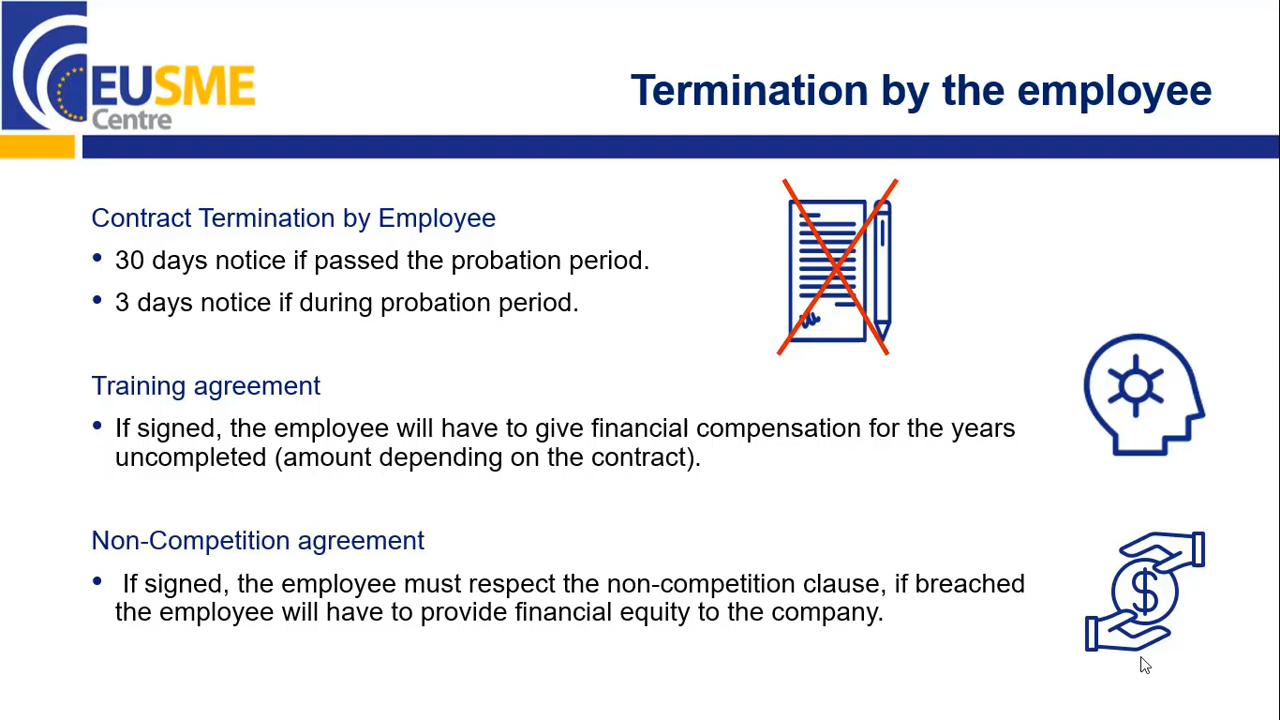 EUSME
Centre
Termination by the employee
Contract Termination by Employee
• 30 days notice if passed the probation period.
• 3 days notice if during probation period.
Training agreement
• If signed, the employee will have to give financial compensation for the years
uncompleted (amount depending on the contract).
Non-Competition agreement
• If signed, the employee must respect the non-competition clause, if breached
the employee will have to provide financial equity to the company.
$